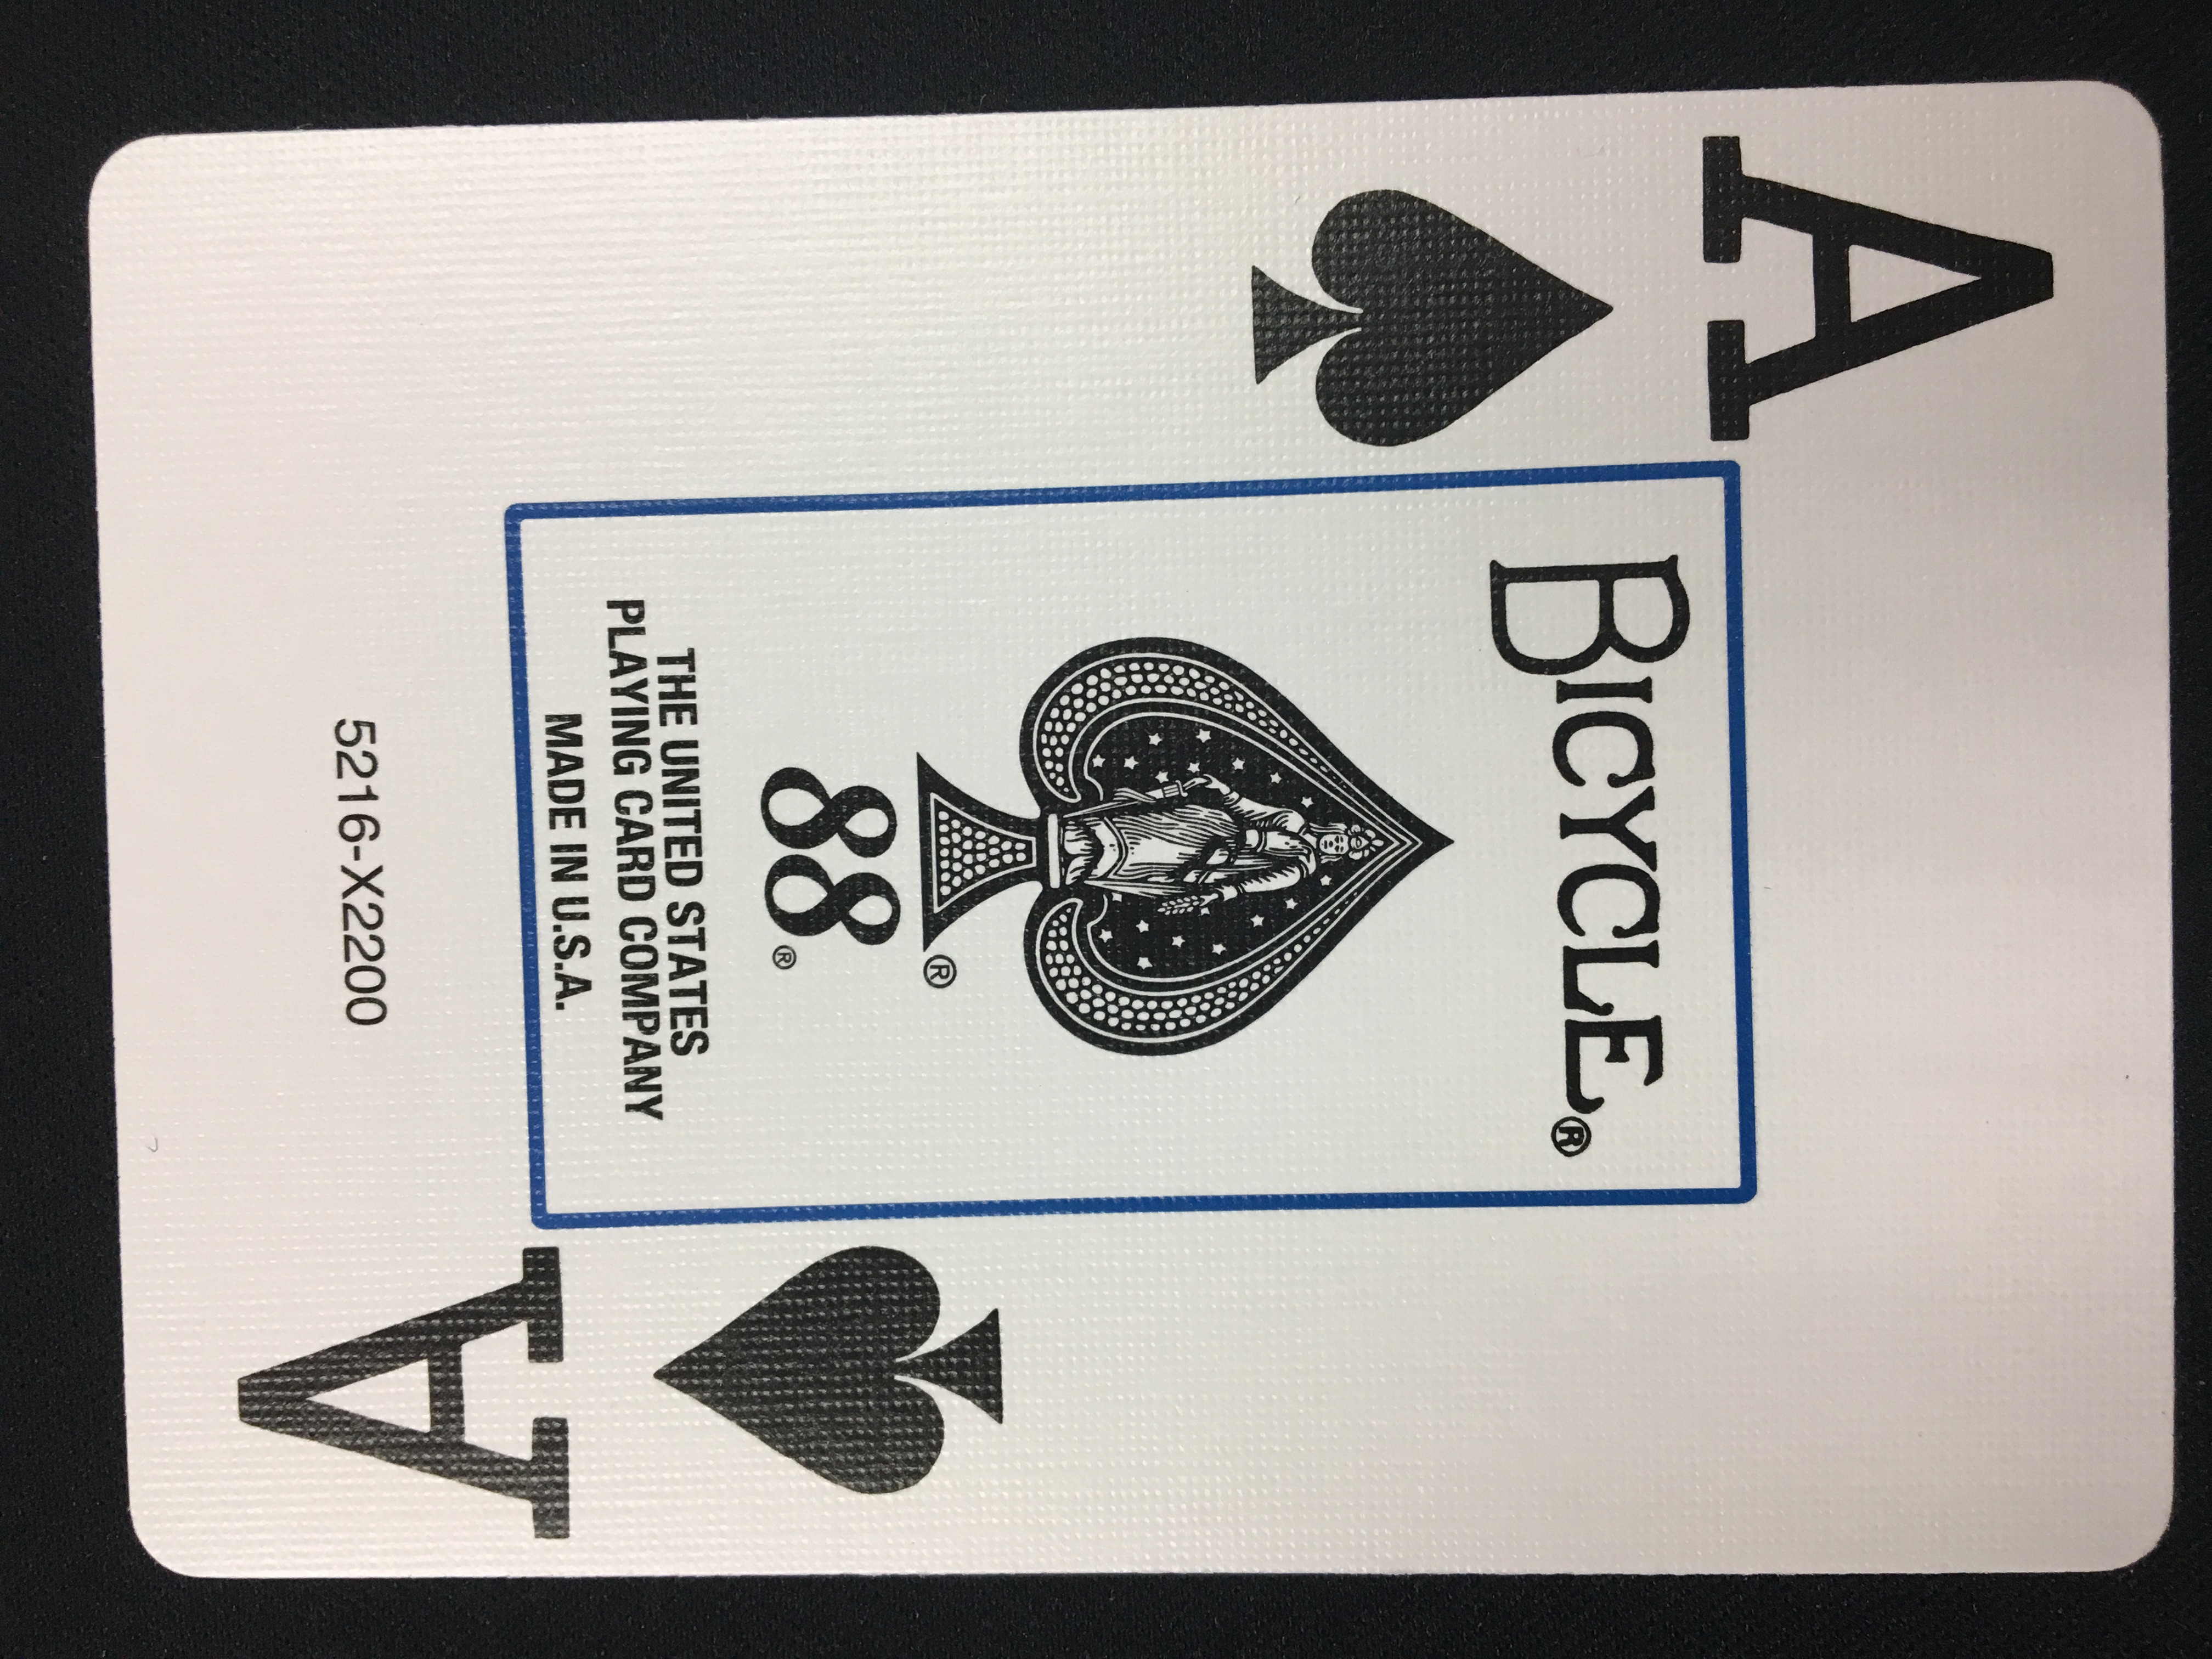 A
BICYCLE®
®
88®
THE UNITED STATES
PLAYING CARD COMPANY
MADE IN U.S.A.
5216-X2200
A